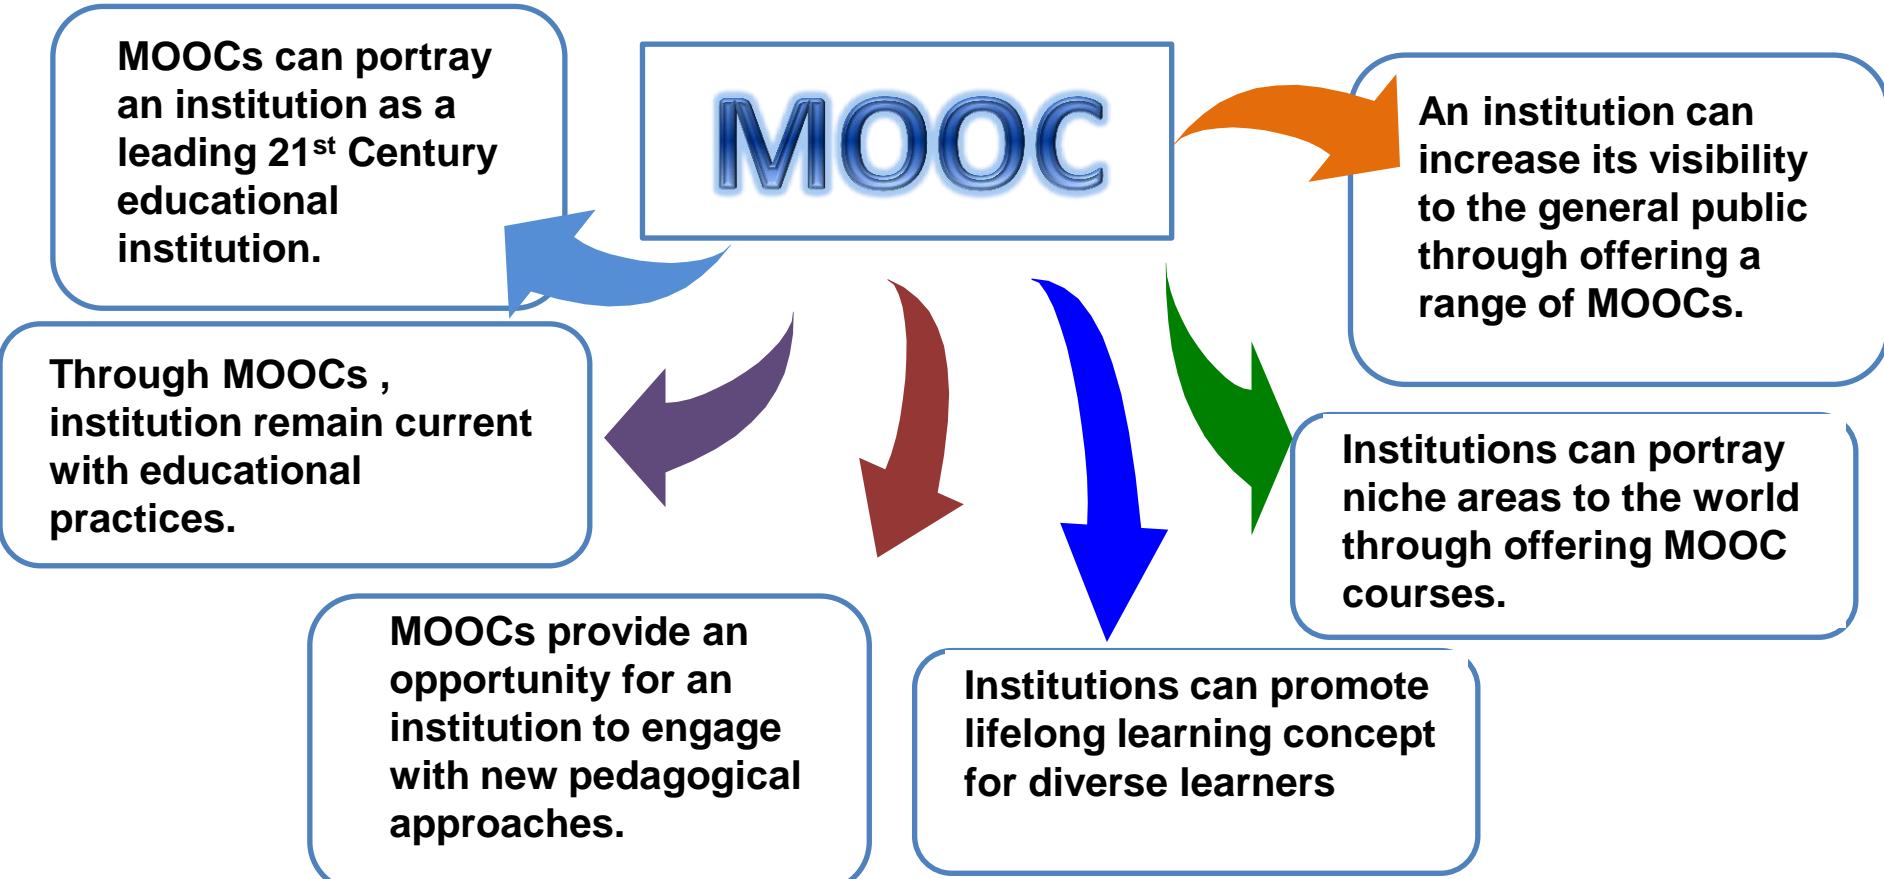 MOOC
MOOCs can portray
an institution as a
leading 21st Century
educational
institution.
An institution can
increase its visibility
to the general public
through offering a
range of MOOCs.
Through MOOCs ,
institution remain current
with educational
practices.
Institutions can portray
niche areas to the world
through offering MOOC
courses.
MOOCs provide an
opportunity for an
institution to engage
with new pedagogical
approaches.
Institutions can promote
lifelong learning concept
for diverse learners